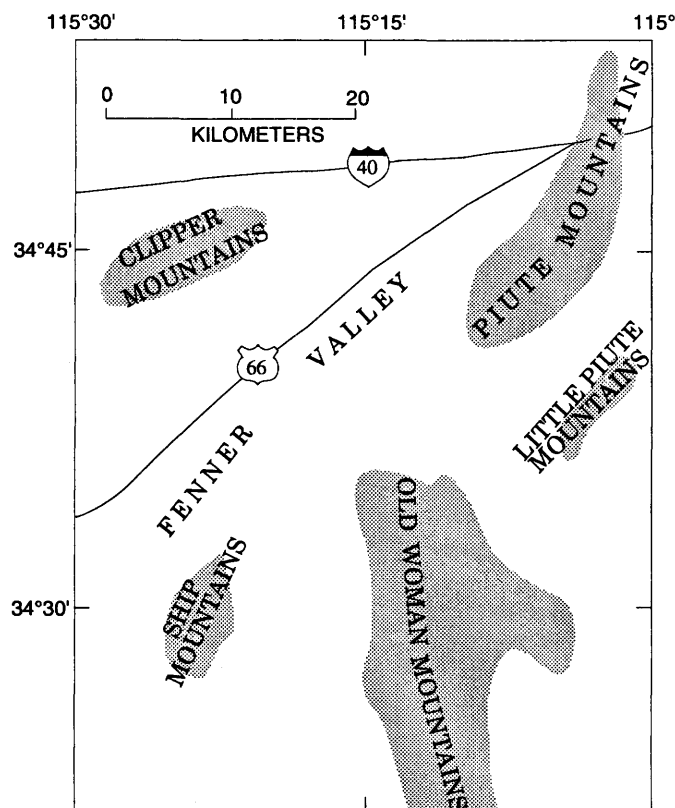 115°30'
115°15'
115°
0
10
20
KILOMETERS
40
PIUTE MOUNTAINS
34°45'
CLIPPER
MOUNTAINS
FENNER VALLEY
66
LITTLE PIUTE
MOUNTAINS
OLD WOMAN MOUNTAINS
SHIP
MOUNTAINS
34°30'